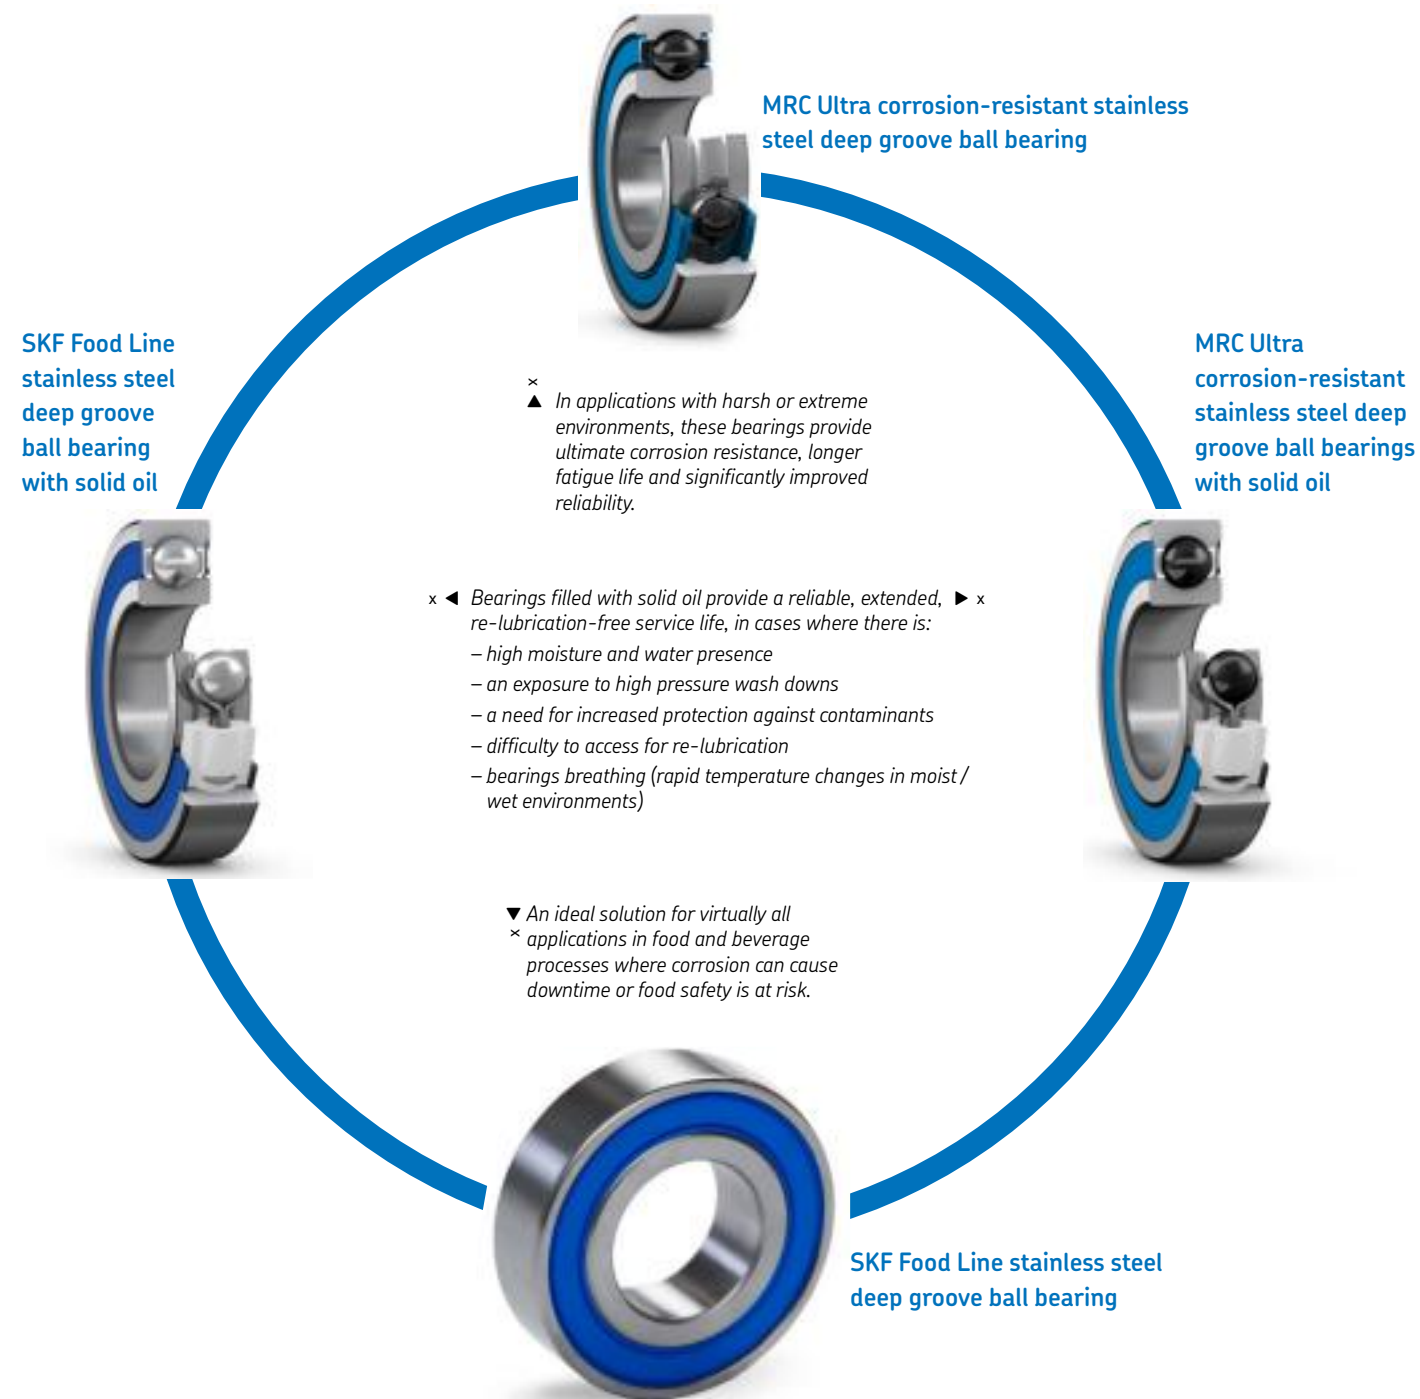 MRC Ultra corrosion-resistant stainless
steel deep groove ball bearing
SKF Food Line
stainless steel
deep groove
ball bearing
with solid oil
MRC Ultra
corrosion-resistant
stainless steel deep
groove ball bearings
with solid oil
x
▲ In applications with harsh or extreme
environments, these bearings provide
ultimate corrosion resistance, longer
fatigue life and significantly improved
reliability.
x ◀ Bearings filled with solid oil provide a reliable, extended, ▶ x
re-lubrication-free service life, in cases where there is:
– high moisture and water presence
– an exposure to high pressure wash downs
– a need for increased protection against contaminants
– difficulty to access for re-lubrication
– bearings breathing (rapid temperature changes in moist /
wet environments)
▼ An ideal solution for virtually all
x applications in food and beverage
processes where corrosion can cause
downtime or food safety is at risk.
SKF Food Line stainless steel
deep groove ball bearing